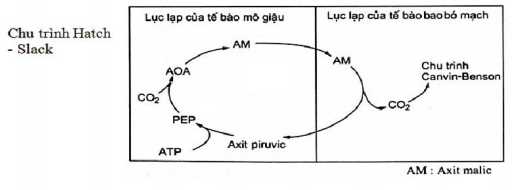 Chu trình Hatch
- Slack
Lục lạp của tế bào mô giậu
Lục lạp của tế bào bao bó mạch
AM
AM
AOA
CO2
PEP
ATP
Axit piruvic
CO2
Chu trình
Canvin-Benson
AM : Axit malic